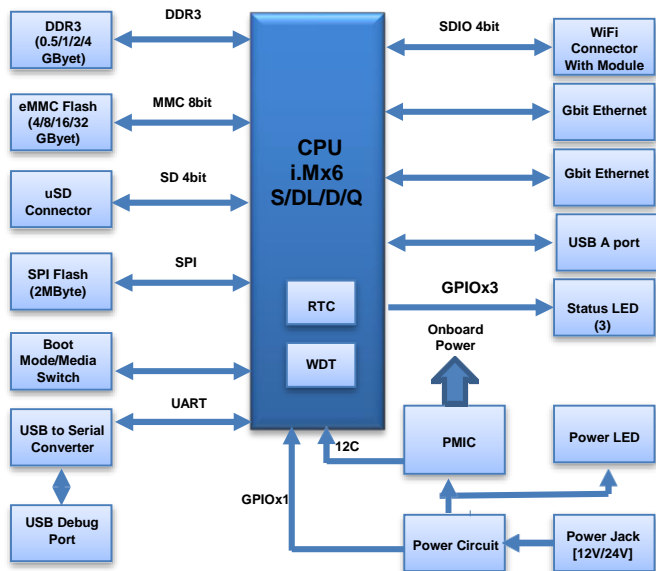 DDR3
(0.5/1/2/4
GByet)
DDR3
eMMC Flash
(4/8/16/32
GByet)
MMC 8bit
uSD
Connector
SD 4bit
SPI Flash
(2MByte)
SPI
Boot
Mode/Media
Switch
USB to Serial
Converter
UART
USB Debug
Port
CPU
i.Mx6
S/DL/D/Q
RTC
WDT
SDIO 4bit
WiFi
Connector
With Module
Gbit Ethernet
Gbit Ethernet
USB A port
GPIOx3
Status LED
(3)
Onboard
Power
PMIC
12C
Power LED
GPIOx1
Power Circuit
Power Jack
[12V/24V]